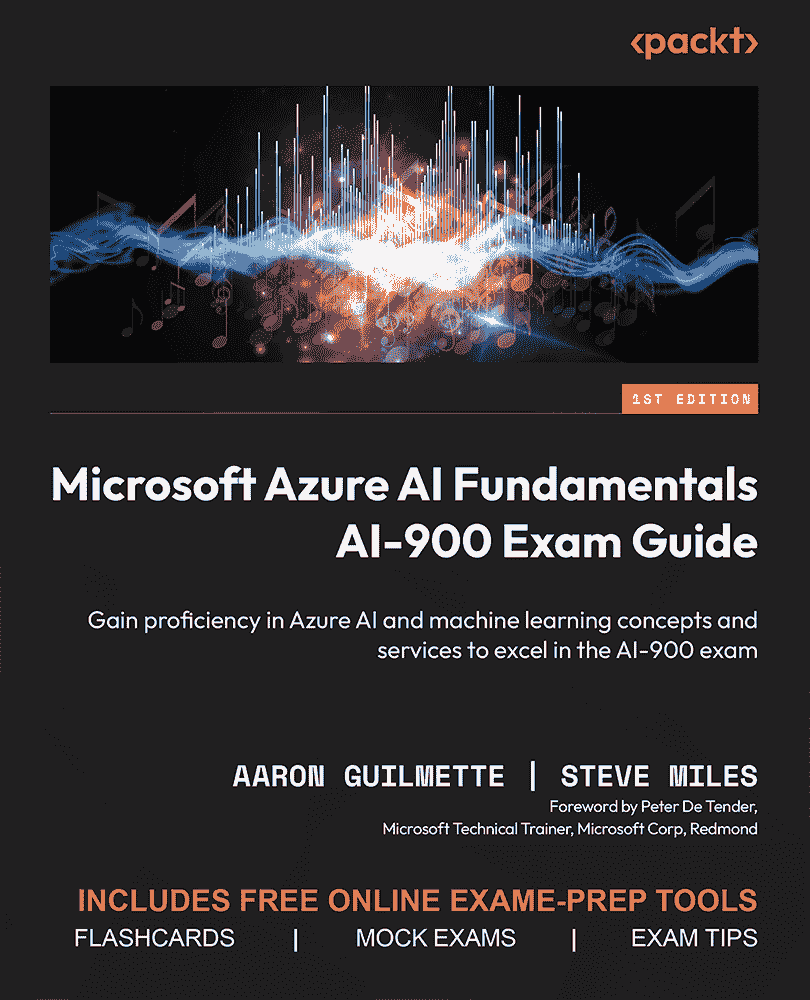 <packt>
1ST EDITION
Microsoft Azure AI Fundamentals
AI-900 Exam Guide
Gain proficiency in Azure AI and machine learning concepts and
services to excel in the AI-900 exam
AARON GUILMETTE | STEVE MILES
Foreword by Peter De Tender,
Microsoft Technical Trainer, Microsoft Corp, Redmond
INCLUDES FREE ONLINE EXAME-PREP TOOLS
FLASHCARDS | MOCK EXAMS | EXAM TIPS